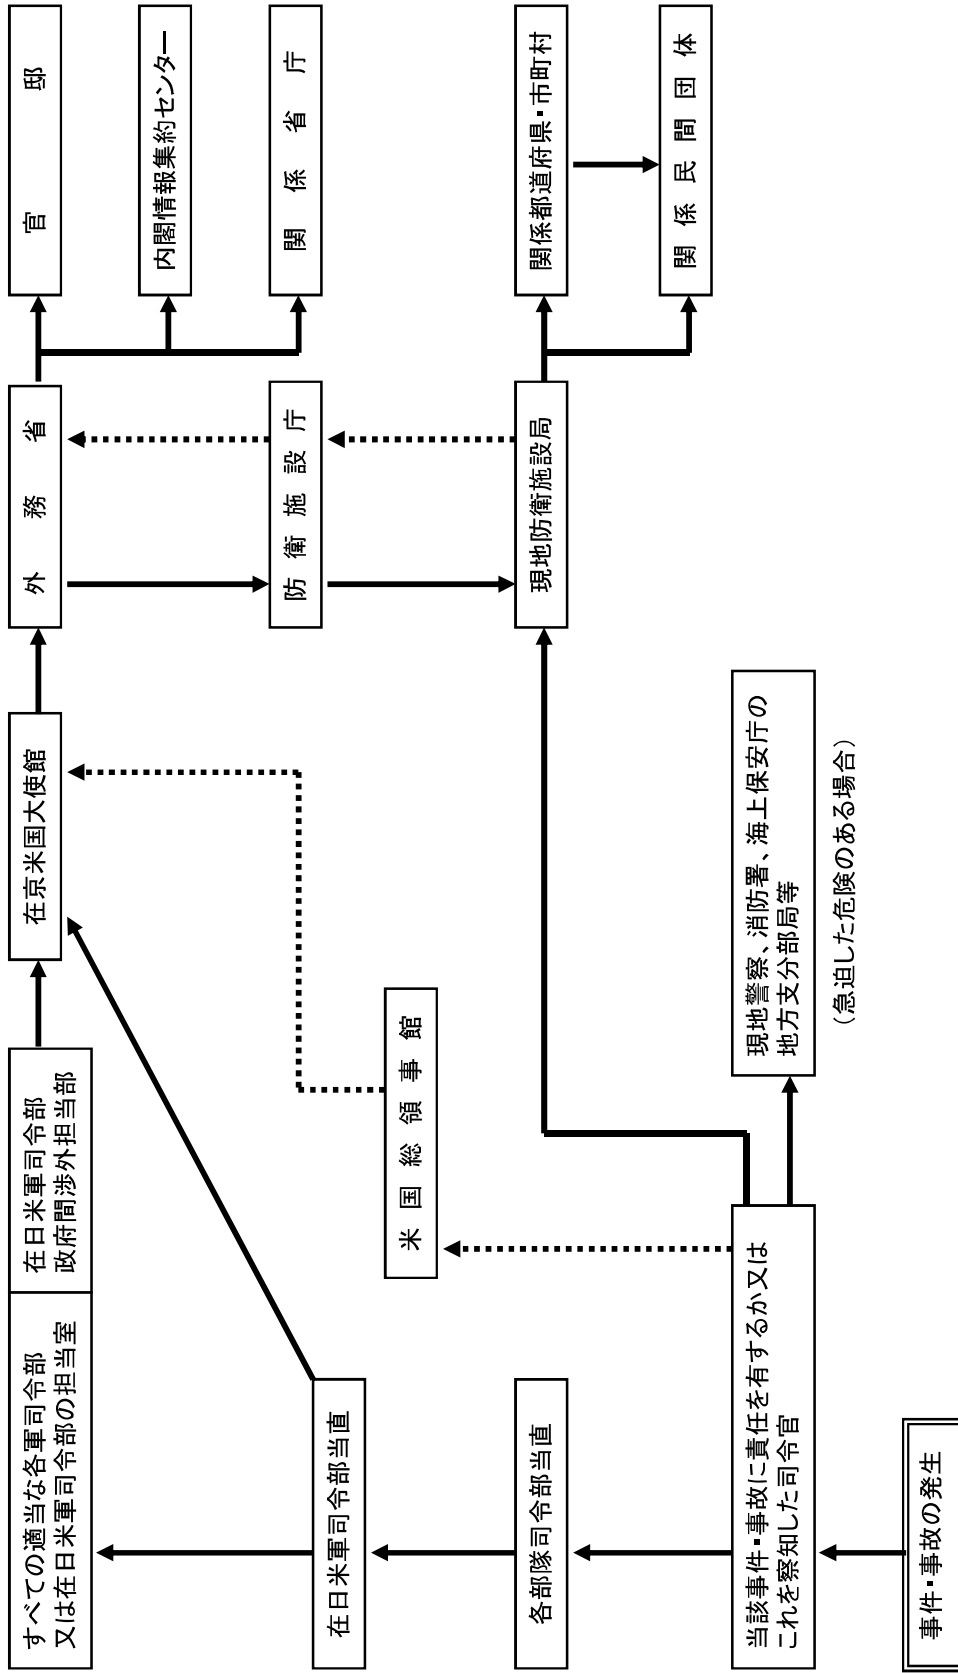 すべての適当な各軍司令部
又は在日米軍司令部の担当室
在日米軍司令部
政府間渉外担当部
在京米国大使館
外務省
官邸
内閣情報集約センター
関係省庁
在日米軍司令部当直
米国総領事館
防衛施設庁
各部隊司令部当直
現地防衛施設局
関係都道府県・市町村
関係民間団体
当該事件・事故に責任を有するか又は
これを察知した司令官
現地警察、消防署、海上保安庁の
地方支分部局等
（急迫した危険のある場合）
事件・事故の発生